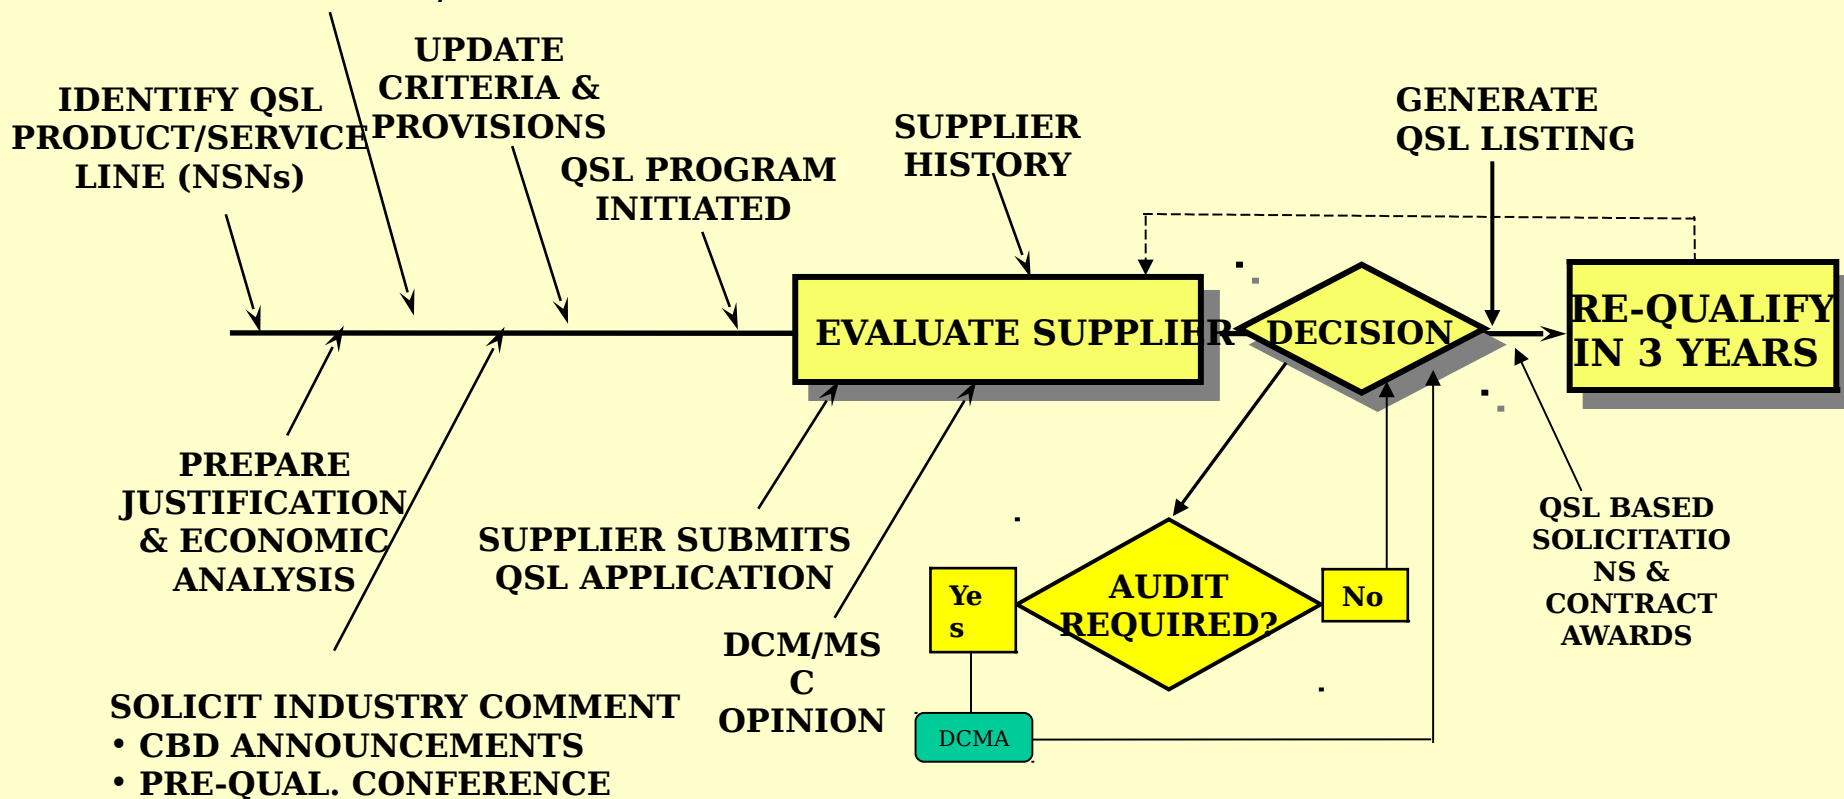 UPDATE
CRITERIA &
PROVISIONS
IDENTIFY QSL
PRODUCT/SERVICE
LINE (NSNs)
QSL PROGRAM
INITIATED
SUPPLIER
HISTORY
GENERATE
QSL LISTING
EVALUATE SUPPLIER
DECISION
RE-QUALIFY
IN 3 YEARS
PREPARE
JUSTIFICATION
& ECONOMIC
ANALYSIS
SUPPLIER SUBMITS
QSL APPLICATION
DCM/MS
C
OPINION
Ye
s
AUDIT
REQUIRED?
No
QSL BASED
SOLICITATIO
NS &
CONTRACT
AWARDS
DCMA
SOLICIT INDUSTRY COMMENT
• CBD ANNOUNCEMENTS
• PRE-QUAL. CONFERENCE